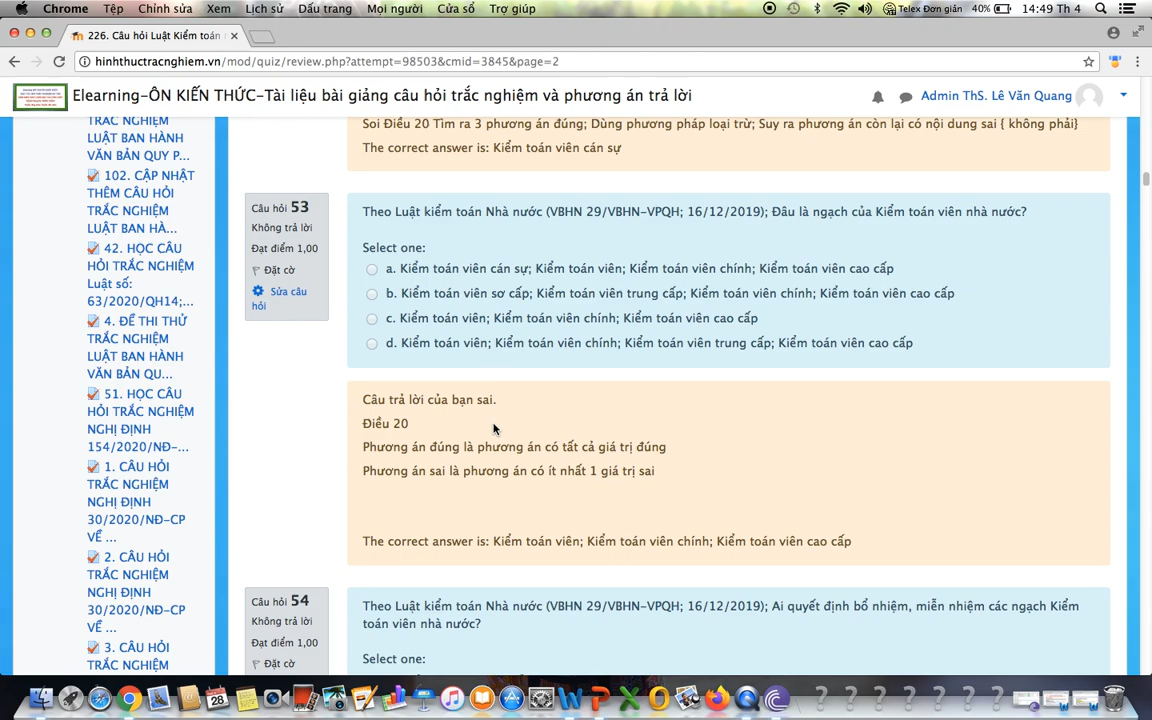 Chrome Tệp Chỉnh sửa Xem Lịch sử Dấu trang Mọi người Cửa sổ Trợ giúp Telex Đơn giản 40% 14:49 Th 4
226. Câu hỏi Luật Kiểm toán
hinhthuctracnghiem.vn/mod/quiz/review.php?attempt=98503&cmid=3845&page=2
Elearning-ÔN KIẾN THỨC-Tài liệu bài giảng câu hỏi trắc nghiệm và phương án trả lời
Admin ThS. Lê Văn Quang
TRẮC NGHIỆM
LUẬT BAN HÀNH
VĂN BẢN QUY P...
102. CẬP NHẬT
THÊM CÂU HỎI
TRẮC NGHIỆM
LUẬT BAN HÀ...
42. HỌC CÂU
HỎI TRẮC NGHIỆM
Luật số:
63/2020/QH14;...
4. ĐỀ THI THỬ
TRẮC NGHIỆM
LUẬT BAN HÀNH
VĂN BẢN QU...
51. HỌC CÂU
HỎI TRẮC NGHIỆM
NGHỊ ĐỊNH
154/2020/NĐ-...
1. CÂU HỎI
TRẮC NGHIỆM
NGHỊ ĐỊNH
30/2020/NĐ-CP
VỀ ...
2. CÂU HỎI
TRẮC NGHIỆM
NGHỊ ĐỊNH
30/2020/NĐ-CP
VỀ ...
3. CÂU HỎI
TRẮC NGHIỆM
Soi Điều 20 Tìm ra 3 phương án đúng; Dùng phương pháp loại trừ; Suy ra phương án còn lại có nội dung sai { không phải}
The correct answer is: Kiểm toán viên cán sự
Câu hỏi 53
Không trả lời
Đạt điểm 1,00
Đặt cờ
Sửa câu
hỏi
Theo Luật kiểm toán Nhà nước (VBHN 29/VBHN-VPQH; 16/12/2019); Đâu là ngạch của Kiểm toán viên nhà nước?
Select one:
a. Kiểm toán viên cán sự; Kiểm toán viên; Kiểm toán viên chính; Kiểm toán viên cao cấp
b. Kiểm toán viên sơ cấp; Kiểm toán viên trung cấp; Kiểm toán viên chính; Kiểm toán viên cao cấp
c. Kiểm toán viên; Kiểm toán viên chính; Kiểm toán viên cao cấp
d. Kiểm toán viên; Kiểm toán viên chính; Kiểm toán viên trung cấp; Kiểm toán viên cao cấp
Câu trả lời của bạn sai.
Điều 20
Phương án đúng là phương án có tất cả giá trị đúng
Phương án sai là phương án có ít nhất 1 giá trị sai
The correct answer is: Kiểm toán viên; Kiểm toán viên chính; Kiểm toán viên cao cấp
Câu hỏi 54
Không trả lời
Đạt điểm 1,00
Đặt cờ
Theo Luật kiểm toán Nhà nước (VBHN 29/VBHN-VPQH; 16/12/2019); Ai quyết định bổ nhiệm, miễn nhiệm các ngạch Kiểm
toán viên nhà nước?
Select one: